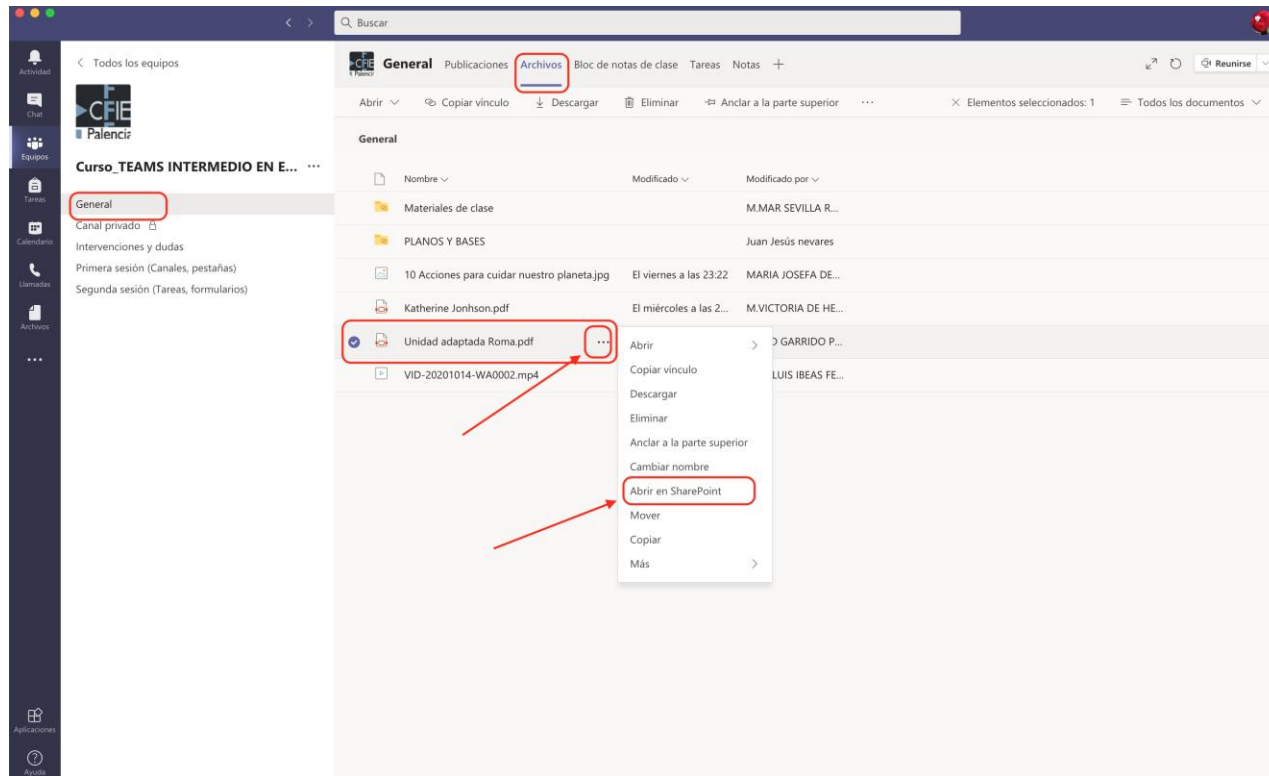 Buscar
Actividad
Chat
Equipos
Tareas
Calendario
Llamadas
Archivos
Aplicaciones
Ayuda
Todos los equipos
CFIE
Palencia
Curso_TEAMS INTERMEDIO EN E... ...
General
Canal privado
Intervenciones y dudas
Primera sesión (Canales, pestañas)
Segunda sesión (Tareas, formularios)
CFIE General Publicaciones Archivos Bloc de notas de clase Tareas Notas + Reunirse
Abrir Copiar vínculo Descargar Eliminar Anclar a la parte superior ... Elementos seleccionados: 1 Todos los documentos
General
Nombre Modificado Modificado por
Materiales de clase M.MAR SEVILLA R...
PLANOS Y BASES Juan Jesús nevares
10 Acciones para cuidar nuestro planeta.jpg El viernes a las 23:22 MARIA JOSEFA DE...
Katherine Jonhson.pdf El miércoles a las 2... M.VICTORIA DE HE...
Unidad adaptada Roma.pdf ... GARRIDO P...
VID-20201014-WA0002.mp4 LUIS IBEAS FE...
Abrir
Copiar vínculo
Descargar
Eliminar
Anclar a la parte superior
Cambiar nombre
Abrir en SharePoint
Mover
Copiar
Más